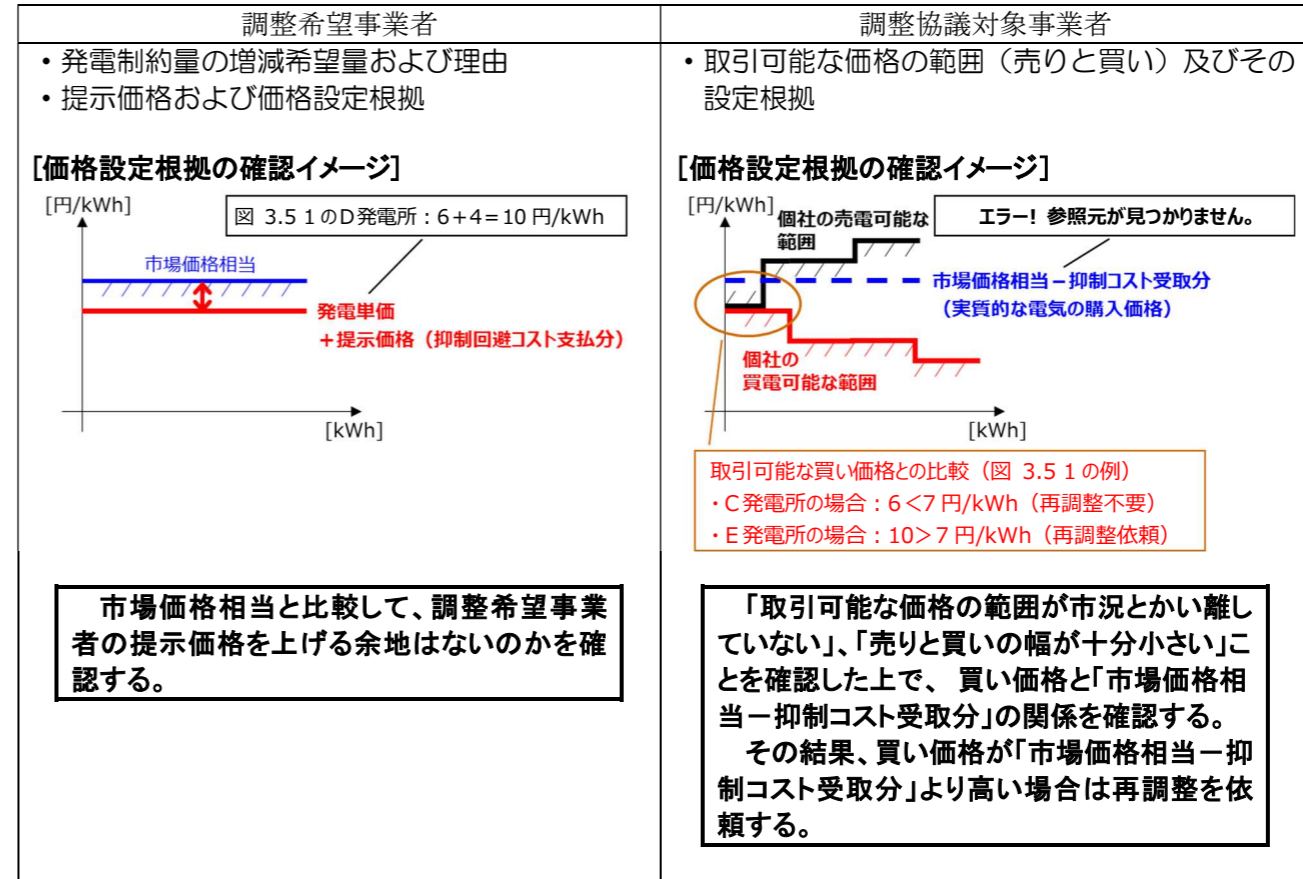 調整希望事業者
・発電制約量の増減希望量および理由
・提示価格および価格設定根拠
[価格設定根拠の確認イメージ]
[円/kWh]
図 3.5 1のD発電所：6＋4＝10 円/kWh
市場価格相当
発電単価
＋提示価格（抑制回避コスト支払分）
[kWh]
市場価格相当と比較して、調整希望事業
者の提示価格を上げる余地はないのかを確
認する。
調整協議対象事業者
・取引可能な価格の範囲（売りと買い）及びその
設定根拠
[価格設定根拠の確認イメージ]
[円/kWh]
個社の売電可能な
範囲
エラー! 参照元が見つかりません。
市場価格相当－抑制コスト受取分
（実質的な電気の購入価格）
個社の
買電可能な範囲
[kWh]
取引可能な買い価格との比較（図 3.5 1の例）
・C発電所の場合：6＜7 円/kWh（再調整不要）
・E発電所の場合：10＞7 円/kWh（再調整依頼）
「取引可能な価格の範囲が市況とかい離し
ていない」、「売りと買いの幅が十分小さい」こ
とを確認した上で、 買い価格と「市場価格相
当－抑制コスト受取分」の関係を確認する。
その結果、買い価格が「市場価格相当－抑
制コスト受取分」より高い場合は再調整を依
頼する。